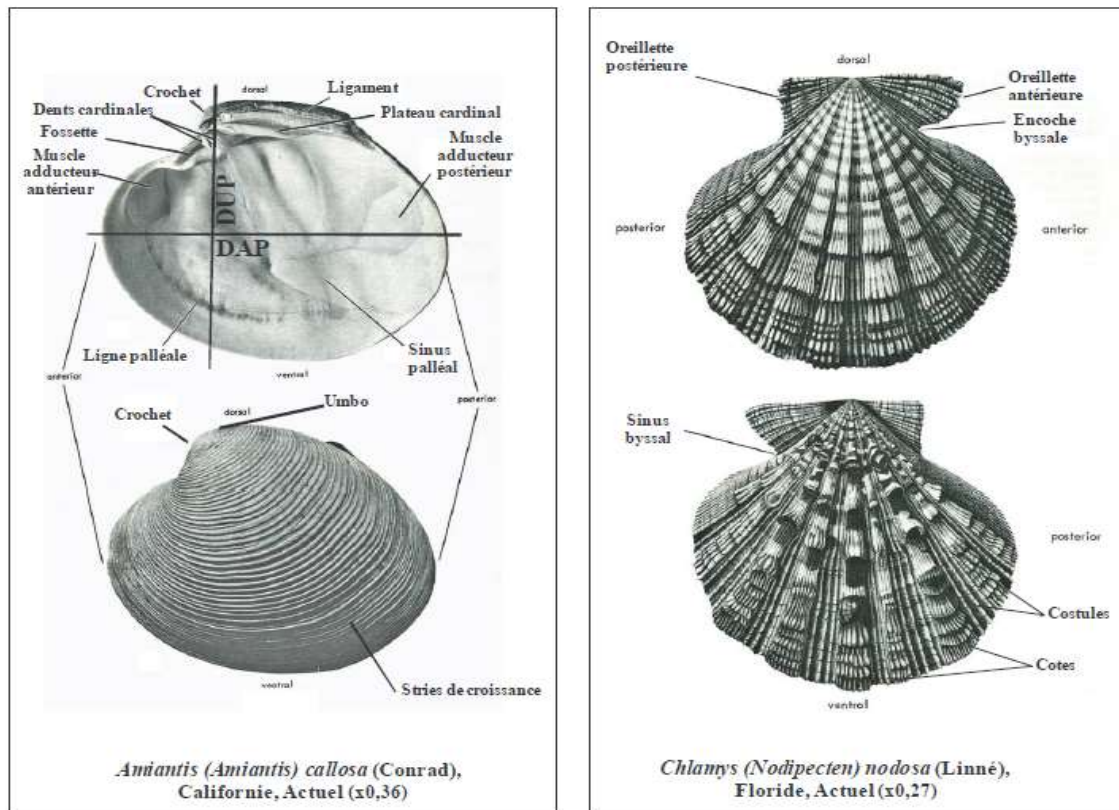 dorsal
Crochet
Ligament
Dents cardinales
Plateau cardinal
Fossette
Muscle
adducteur
antérieur
Muscle
adducteur
postérieur
DUP
DAP
Ligne palléale
Sinus
palléal
anterior
ventral
posterior
Crochet
dorsal
Umbo
Stries de croissance
ventral
Amiantis (Amiantis) callosa (Conrad),
Californie, Actuel (x0,36)
Oreillette
postérieure
dorsal
Oreillette
antérieure
Encoche
byssale
posterior
anterior
Sinus
byssal
posterior
Costules
Cotes
ventral
Chlamys (Nodipecten) nodosa (Linné),
Floride, Actuel (x0,27)